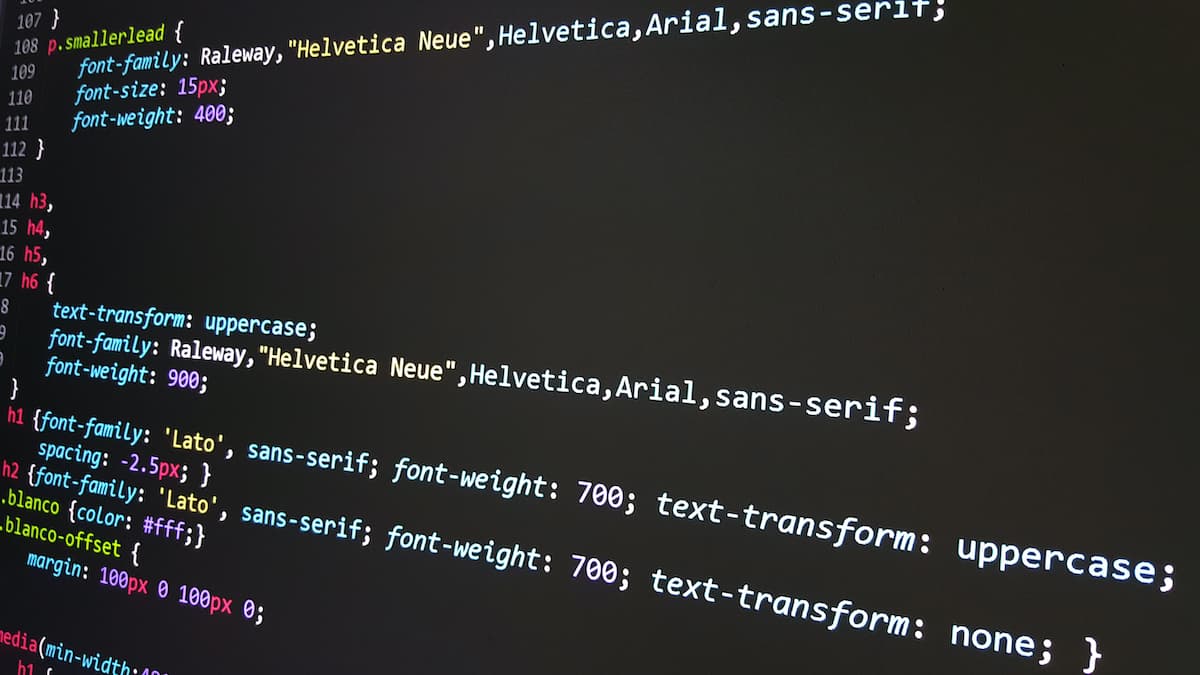 107 }
108 p.smallerlead {
109 font-family: Raleway,"Helvetica Neue",Helvetica,Arial,sans-serif;
110 font-size: 15px;
111 font-weight: 400;
112 }
113
114 h3,
15 h4,
16 h5,
17 h6 {
8 text-transform: uppercase;
9 font-family: Raleway,"Helvetica Neue",Helvetica,Arial,sans-serif;
font-weight: 900;
}
h1 {font-family: 'Lato', sans-serif; font-weight: 700; text-transform: uppercase;
spacing: -2.5px; }
h2 {font-family: 'Lato', sans-serif; font-weight: 700; text-transform: none; }
.blanco {color: #fff;}
.blanco-offset {
margin: 100px 0 100px 0;
media(min-width:
h1 {